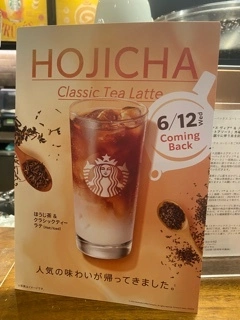 HOJICHA
Classic Tea Latte
6/12 Wed
Coming
Back
ほうじ茶 &
クラシックティー
ラテ
人気の味わいが帰ってきました。